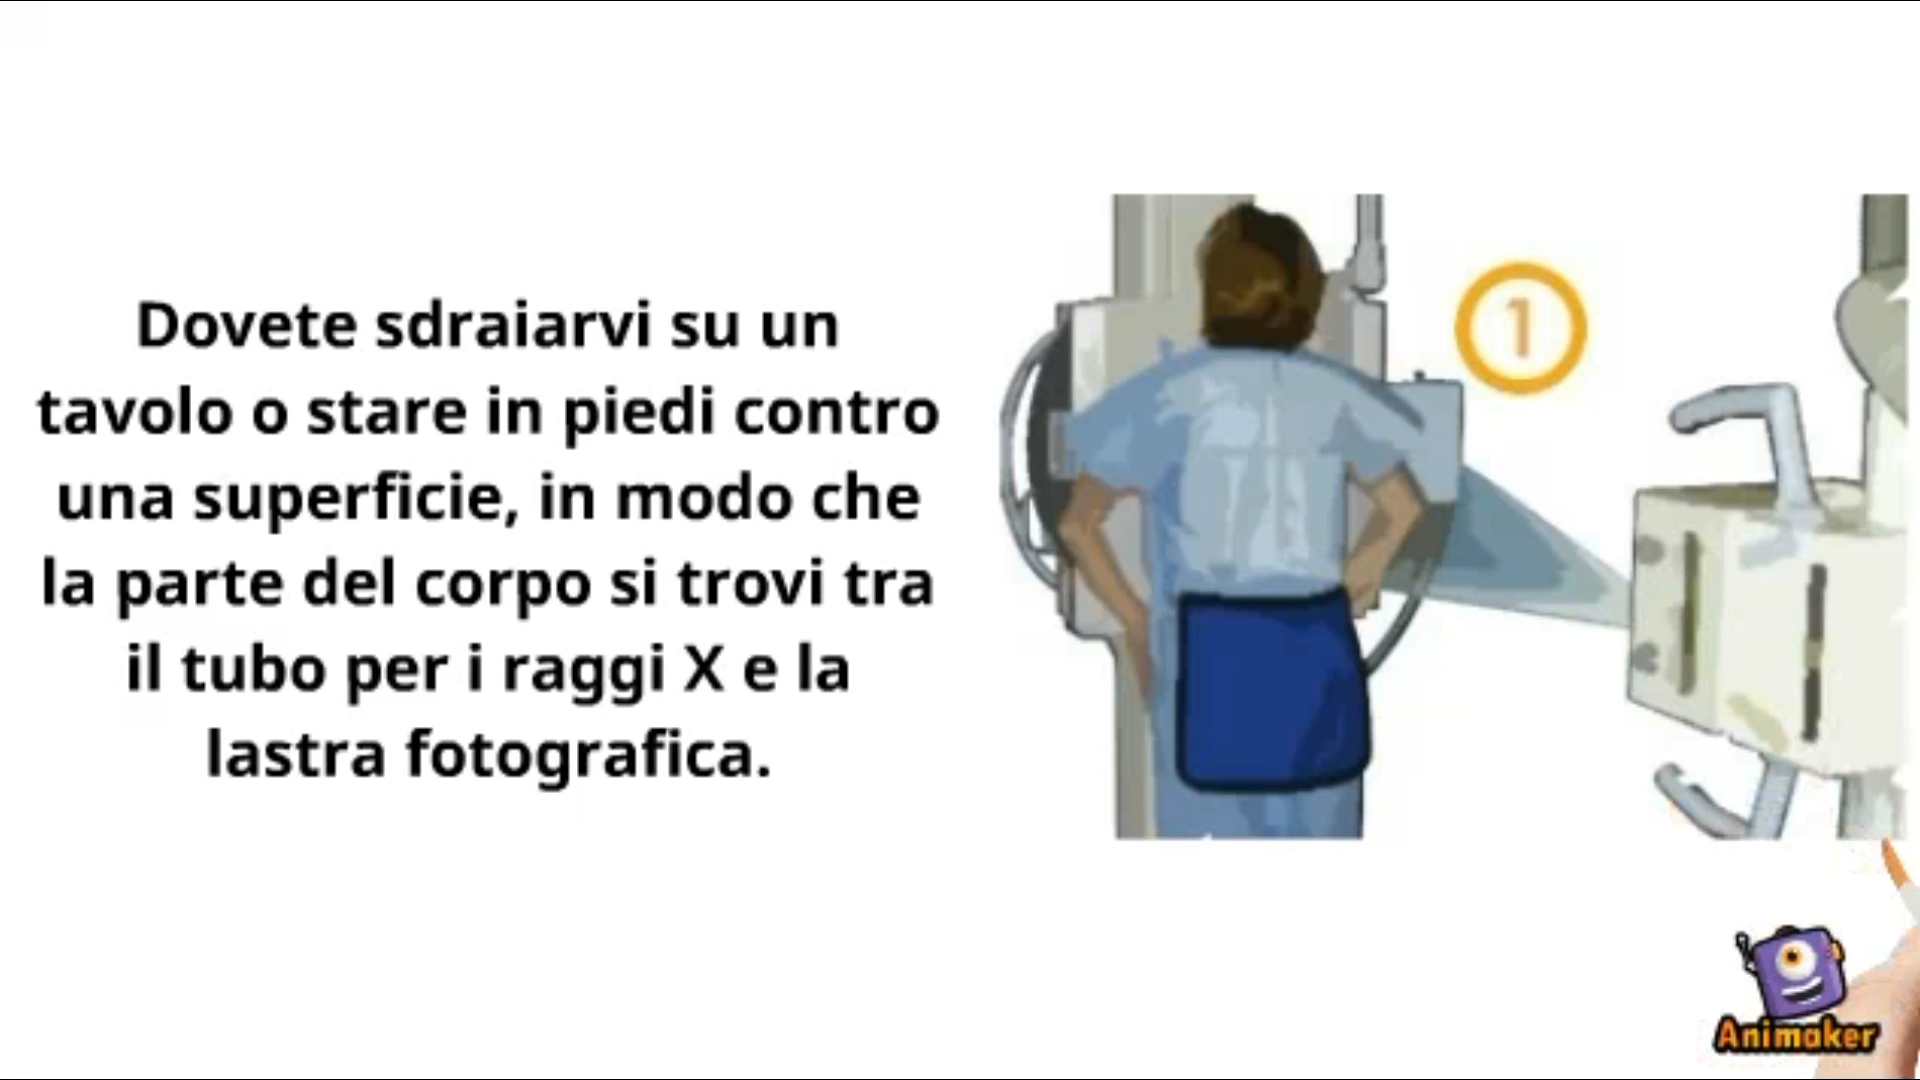 Dovete sdraiarvi su un
tavolo o stare in piedi contro
una superficie, in modo che
la parte del corpo si trovi tra
il tubo per i raggi X e la
lastra fotografica.
1
Animaker